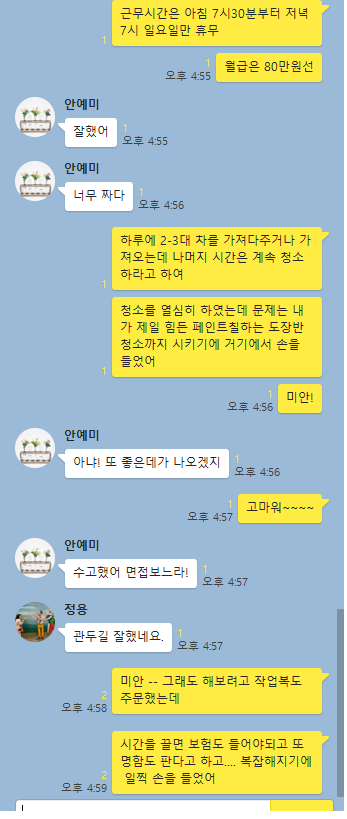 근무시간은 아침 7시30분부터 저녁
7시 일요일만 휴무
1
월급은 80만원선
오후 4:55
안예미
잘했어
1
오후 4:55
안예미
너무 짜다
1
오후 4:56
하루에 2-3대 차를 가져다주거나 가
져오는데 나머지 시간은 계속 청소
하라고 하여
1
청소를 열심히 하였는데 문제는 내
가 제일 힘든 페인트칠하는 도장반
청소까지 시키기에 거기에서 손을
들었어
1
미안!
1
오후 4:56
안예미
아냐! 또 좋은데가 나오겠지
1
오후 4:56
고마워~~~~
1
오후 4:57
안예미
수고했어 면접보느라!
1
오후 4:57
정용
관두길 잘했네요.
1
오후 4:57
미안 -- 그래도 해보려고 작업복도
주문했는데
2
오후 4:58
시간을 끌면 보험도 들어야되고 또
명함도 판다고 하고.... 복잡해지기에
일찍 손을 들었어
2
오후 4:59